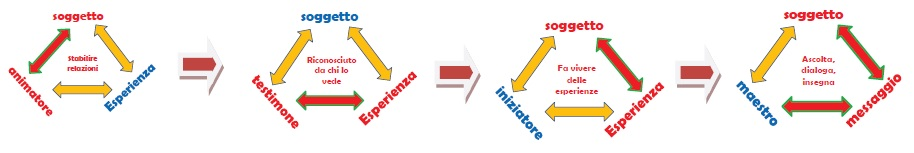 soggetto
Stabilire
relazioni
animatore
Esperienza
soggetto
Riconosciuto
da chi lo
vede
testimone
Esperienza
soggetto
Fa vivere
delle
esperienze
iniziatore
Esperienza
soggetto
Ascolta,
dialoga,
insegna
maestro
messaggio